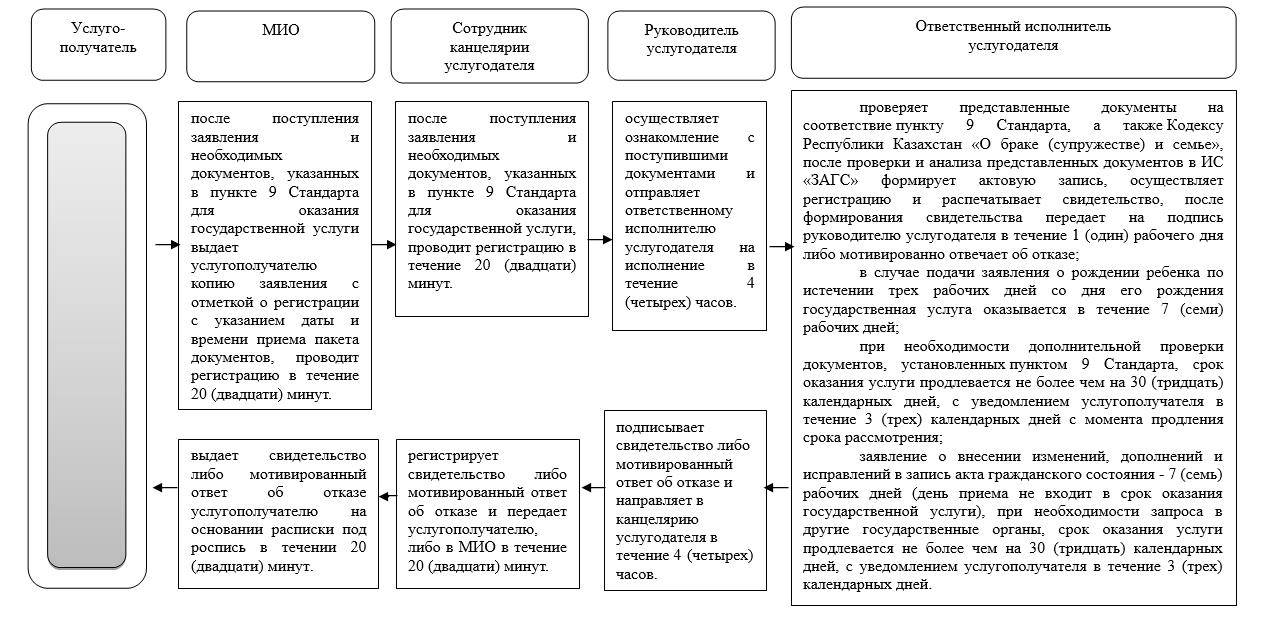 Услуго-
получатель
МИО
Сотрудник
канцелярии
услугодателя
Руководитель
услугодателя
Ответственный исполнитель
услугодателя
после поступления
заявления и
необходимых
документов, указанных
в пункте 9 Стандарта
для оказания
государственной услуги
выдает
услугополучателю
копию заявления с
отметкой о регистрации
с указанием даты и
времени приема пакета
документов, проводит
регистрацию в течение
20 (двадцати) минут.
после поступления
заявления и
необходимых
документов, указанных
в пункте 9 Стандарта
для оказания
государственной услуги,
проводит регистрацию в
течение 20 (двадцати)
минут.
осуществляет
ознакомление с
поступившими
документами и
отправляет
ответственному
исполнителю
услугодателя на
исполнение в
течение 4
(четырех) часов.
проверяет представленные документы на
соответствие пункту 9 Стандарта, а также Кодексу
Республики Казахстан «О браке (супружестве) и семье»,
после проверки и анализа представленных документов в ИС
«ЗАГС» формирует актовую запись, осуществляет
регистрацию и распечатывает свидетельство, после
формирования свидетельства передает на подпись
руководителю услугодателя в течение 1 (один) рабочего дня
либо мотивированно отвечает об отказе;
в случае подачи заявления о рождении ребенка по
истечении трех рабочих дней со дня его рождения
государственная услуга оказывается в течение 7 (семи)
рабочих дней;
при необходимости дополнительной проверки
документов, установленных пунктом 9 Стандарта, срок
оказания услуги продлевается не более чем на 30 (тридцать)
календарных дней, с уведомлением услугополучателя в
течение 3 (трех) календарных дней с момента продления
срока рассмотрения;
заявление о внесении изменений, дополнений и
исправлений в запись акта гражданского состояния - 7 (семь)
рабочих дней (день приема не входит в срок оказания
государственной услуги), при необходимости запроса в
другие государственные органы, срок оказания услуги
продлевается не более чем на 30 (тридцать) календарных
дней, с уведомлением услугополучателя в течение 3 (трех)
календарных дней.
выдает свидетельство
либо мотивированный
ответ об отказе
услугополучателю на
основании расписки под
роспись в течении 20
(двадцати) минут.
регистрирует
свидетельство либо
мотивированный ответ
об отказе и передает
услугополучателю,
либо в МИО в течение
20 (двадцати) минут.
подписывает
свидетельство либо
мотивированный
ответ об отказе и
направляет в
канцелярию
услугодателя в
течение 4 (четырех)
часов.